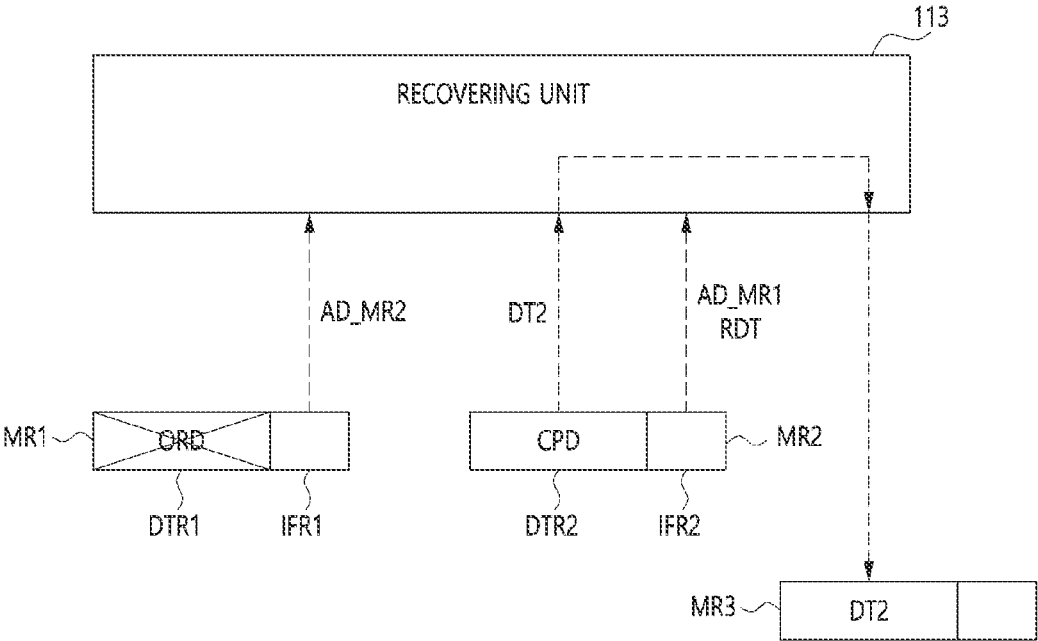 113
RECOVERING UNIT
AD_MR2
DT2
AD_MR1
RDT
MR1
ORD
CPD
MR2
DTR1
IFR1
DTR2
IFR2
MR3
DT2